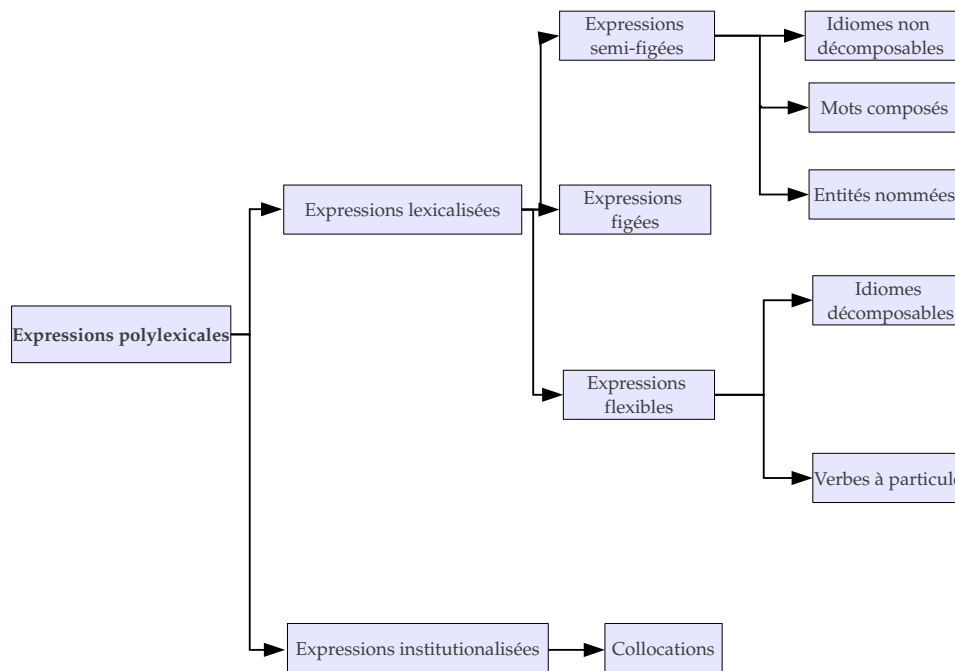 Expressions
semi-figées
Idiomes non
décomposables
Mots composés
Entités nommées
Expressions lexicalisées
Expressions
figées
Idiomes
décomposables
Expressions polylexicales
Expressions
flexibles
Verbes à particule
Expressions institutionalisées
Collocations